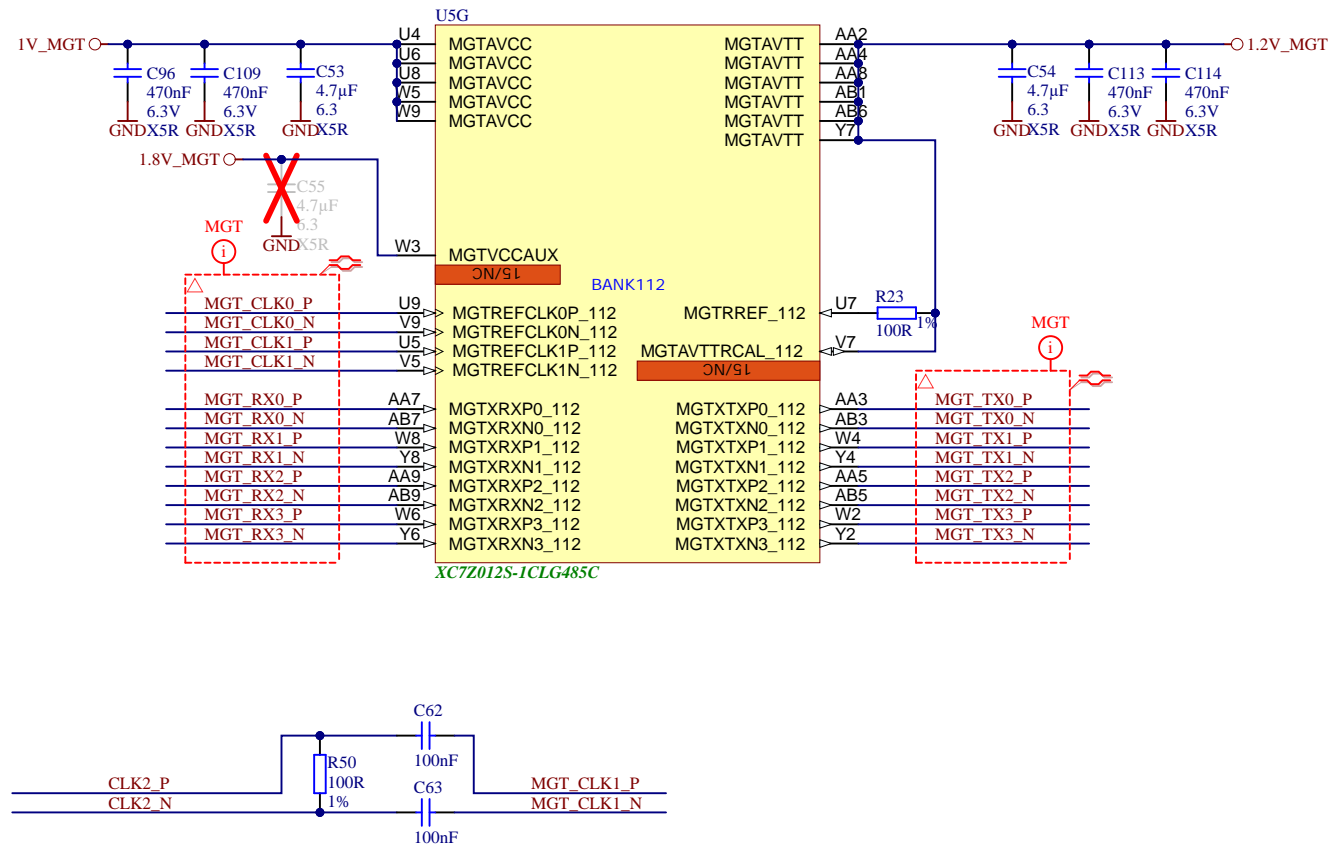 U5G
1V_MGT
C96
470nF
6.3V
X5R
GND
C109
470nF
6.3V
X5R
GND
C53
4.7µF
6.3
X5R
GND
U4 MGTAVCC
U6 MGTAVCC
U8 MGTAVCC
W5 MGTAVCC
W9 MGTAVCC
MGTAVTT AA2
MGTAVTT AA4
MGTAVTT AA8
MGTAVTT AB1
MGTAVTT AB6
MGTAVTT Y7
1.2V_MGT
C54
4.7µF
6.3
X5R
GND
C113
470nF
6.3V
X5R
GND
C114
470nF
6.3V
X5R
GND
1.8V_MGT
C55
4.7µF
6.3
X5R
GND
W3 MGTVCCAUX
15/NC
BANK112
MGT
i
MGT_CLK0_P U9 MGTREFCLK0P_112
MGT_CLK0_N V9 MGTREFCLK0N_112
MGT_CLK1_P U5 MGTREFCLK1P_112
MGT_CLK1_N V5 MGTREFCLK1N_112
MGTRREF_112 U7
R23
100R
1%
MGTAVTTRCAL_112 V7
15/NC
MGT
i
MGT_RX0_P AA7 MGTXRXP0_112
MGT_RX0_N AB7 MGTXRXN0_112
MGT_RX1_P W8 MGTXRXP1_112
MGT_RX1_N Y8 MGTXRXN1_112
MGT_RX2_P AA9 MGTXRXP2_112
MGT_RX2_N AB9 MGTXRXN2_112
MGT_RX3_P W6 MGTXRXP3_112
MGT_RX3_N Y6 MGTXRXN3_112
MGTXTXP0_112 AA3 MGT_TX0_P
MGTXTXN0_112 AB3 MGT_TX0_N
MGTXTXP1_112 W4 MGT_TX1_P
MGTXTXN1_112 Y4 MGT_TX1_N
MGTXTXP2_112 AA5 MGT_TX2_P
MGTXTXN2_112 AB5 MGT_TX2_N
MGTXTXP3_112 W2 MGT_TX3_P
MGTXTXN3_112 Y2 MGT_TX3_N
XC7Z012S-1CLG485C
C62
100nF
R50
100R
1%
C63
100nF
CLK2_P
CLK2_N
MGT_CLK1_P
MGT_CLK1_N